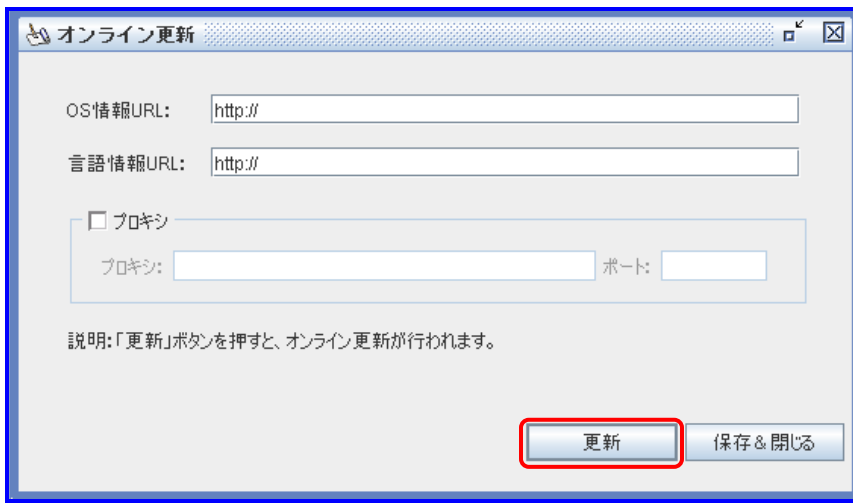 オンライン更新
OS情報URL: http://
言語情報URL: http://
プロキシ
プロキシ: ポート:
説明:「更新」ボタンを押すと、オンライン更新が行われます。
更新 保存&閉じる